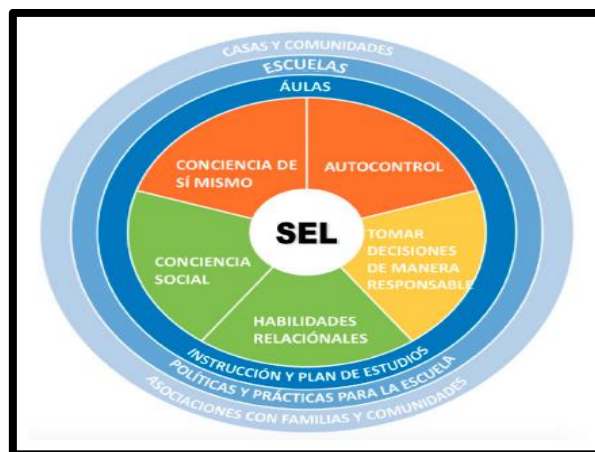 CASAS Y COMUNIDADES
ESCUELAS
ÁULAS
CONCIENCIA DE
SÍ MISMO
AUTOCONTROL
SEL
CONCIENCIA
SOCIAL
TOMAR
DECISIONES
DE MANERA
RESPONSABLE
HABILIDADES
RELACIÓNALES
INSTRUCCIÓN Y PLAN DE ESTUDIOS
POLÍTICAS Y PRÁCTICAS PARA LA ESCUELA
ASOCIACIONES CON FAMILIAS Y COMUNIDADES